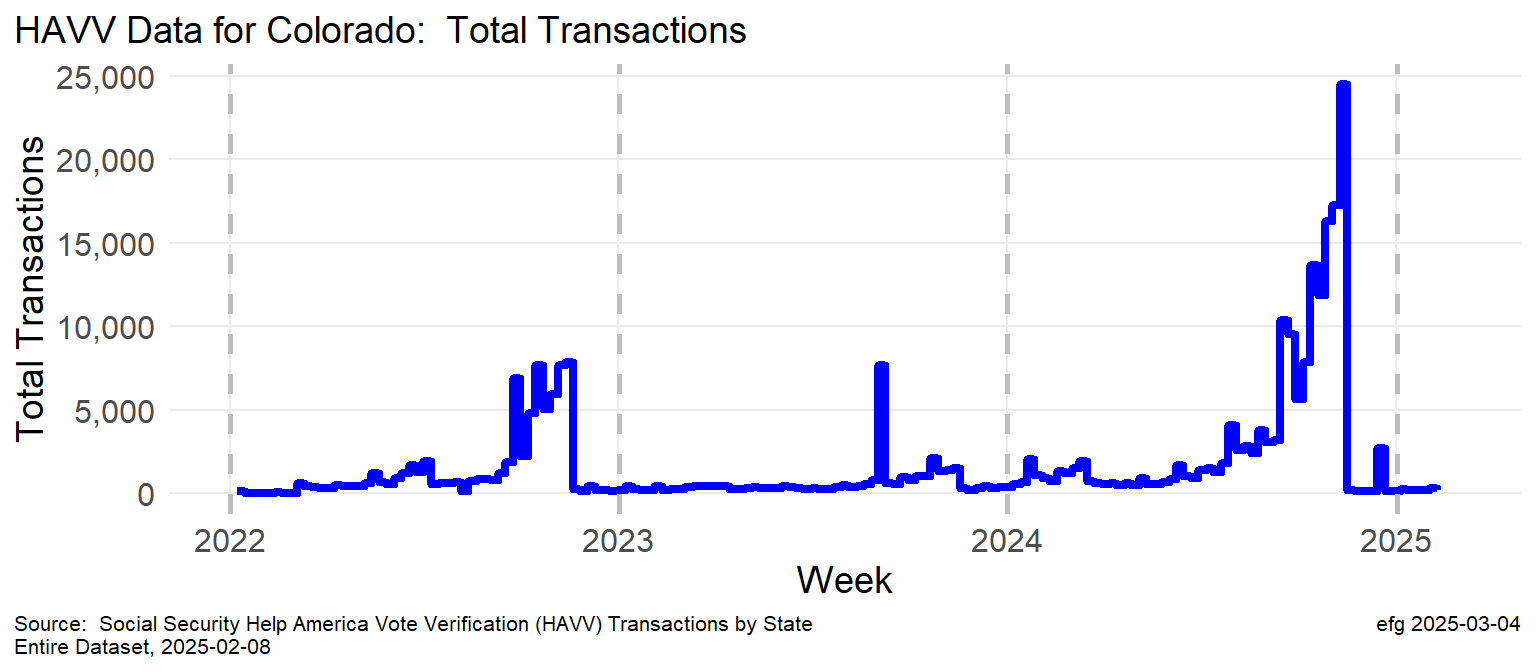 HAVV Data for Colorado:  Total Transactions
25,000
20,000
15,000
10,000
5,000
0
Total Transactions
2022 2023 2024 2025
Week
Source:  Social Security Help America Vote Verification (HAVV) Transactions by State
Entire Dataset, 2025-02-08
efg 2025-03-04